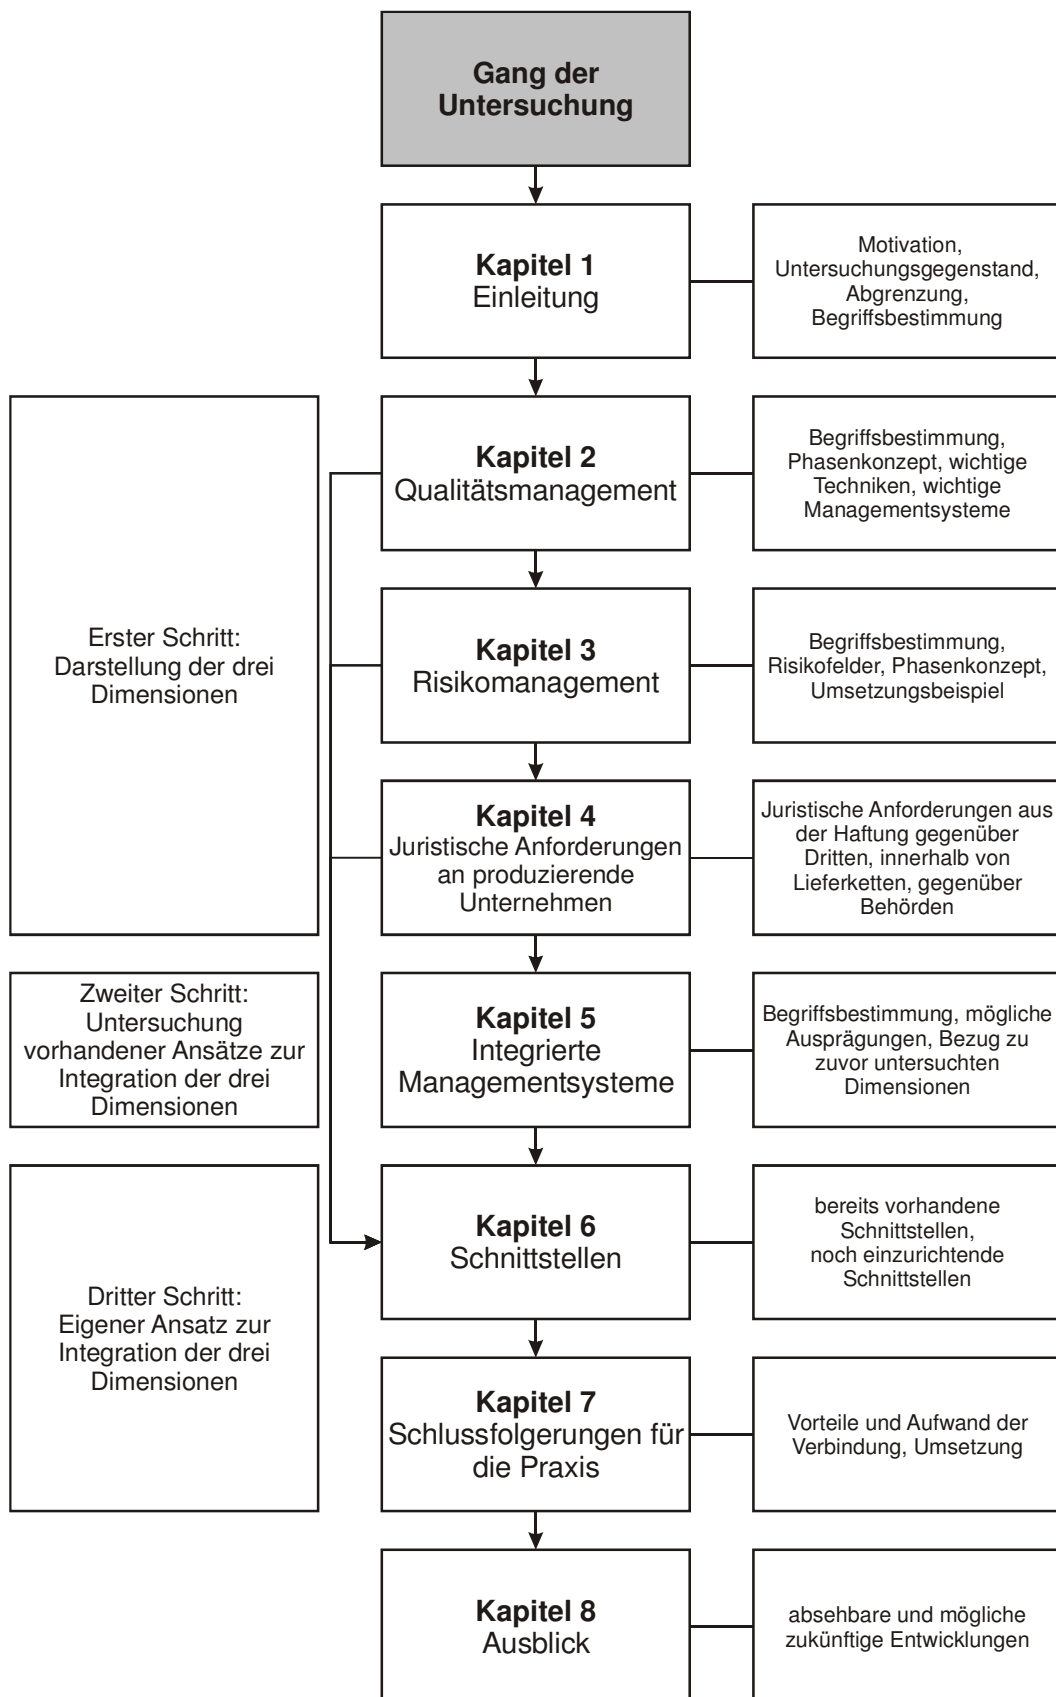 Gang der
Untersuchung
Kapitel 1
Einleitung
Motivation,
Untersuchungsgegenstand,
Abgrenzung,
Begriffsbestimmung
Erster Schritt:
Darstellung der drei
Dimensionen
Kapitel 2
Qualitätsmanagement
Begriffsbestimmung,
Phasenkonzept, wichtige
Techniken, wichtige
Managementsysteme
Kapitel 3
Risikomanagement
Begriffsbestimmung,
Risikofelder, Phasenkonzept,
Umsetzungsbeispiel
Kapitel 4
Juristische Anforderungen
an produzierende
Unternehmen
Juristische Anforderungen aus
der Haftung gegenüber
Dritten, innerhalb von
Lieferketten, gegenüber
Behörden
Zweiter Schritt:
Untersuchung
vorhandener Ansätze zur
Integration der drei
Dimensionen
Kapitel 5
Integrierte
Managementsysteme
Begriffsbestimmung, mögliche
Ausprägungen, Bezug zu
zuvor untersuchten
Dimensionen
Dritter Schritt:
Eigener Ansatz zur
Integration der drei
Dimensionen
Kapitel 6
Schnittstellen
bereits vorhandene
Schnittstellen,
noch einzurichtende
Schnittstellen
Kapitel 7
Schlussfolgerungen für
die Praxis
Vorteile und Aufwand der
Verbindung, Umsetzung
Kapitel 8
Ausblick
absehbare und mögliche
zukünftige Entwicklungen